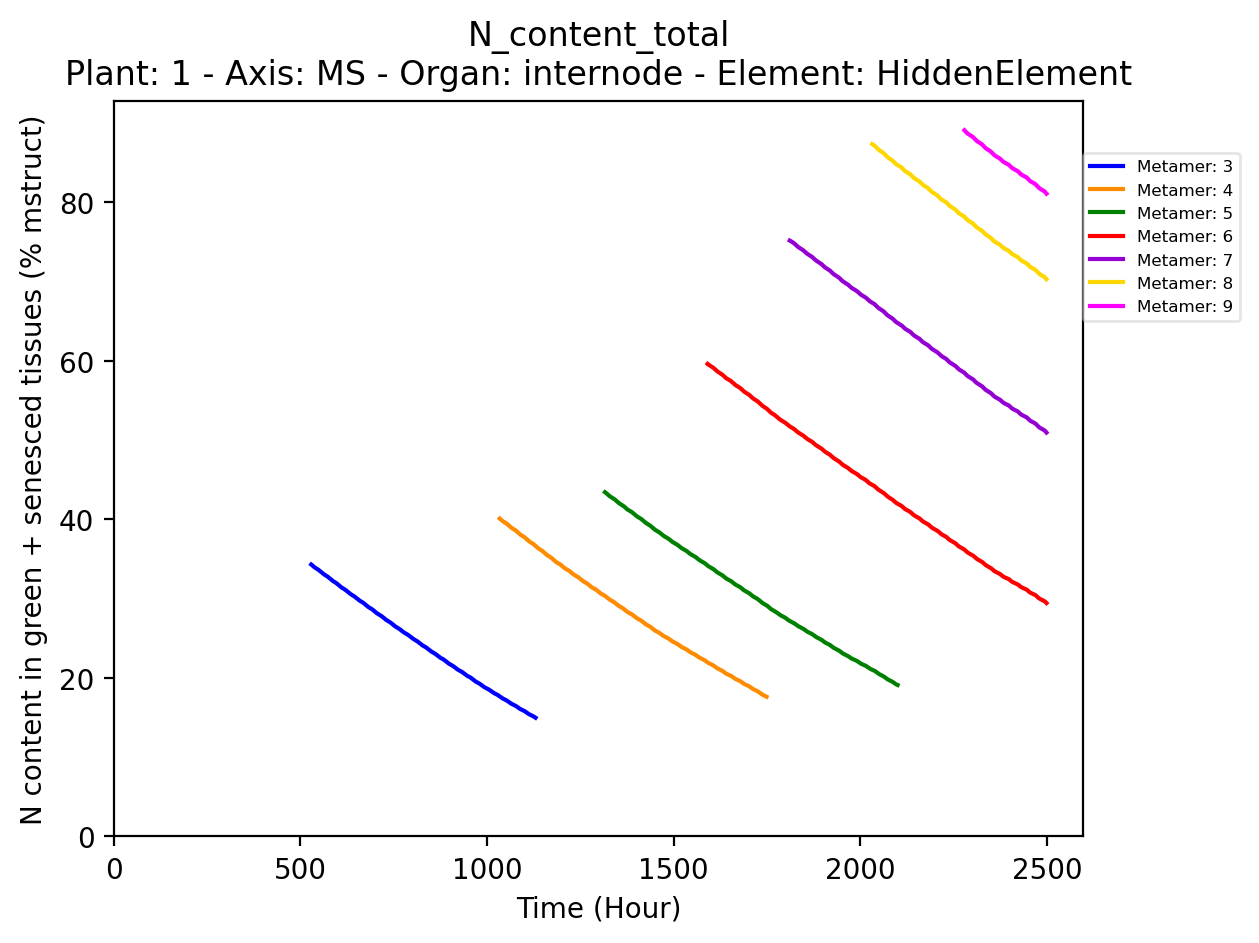 N_content_total
Plant: 1 - Axis: MS - Organ: internode - Element: HiddenElement
N content in green + senesced tissues (% mstruct)
80
60
40
20
0
0 500 1000 1500 2000 2500
Time (Hour)
Metamer: 3
Metamer: 4
Metamer: 5
Metamer: 6
Metamer: 7
Metamer: 8
Metamer: 9